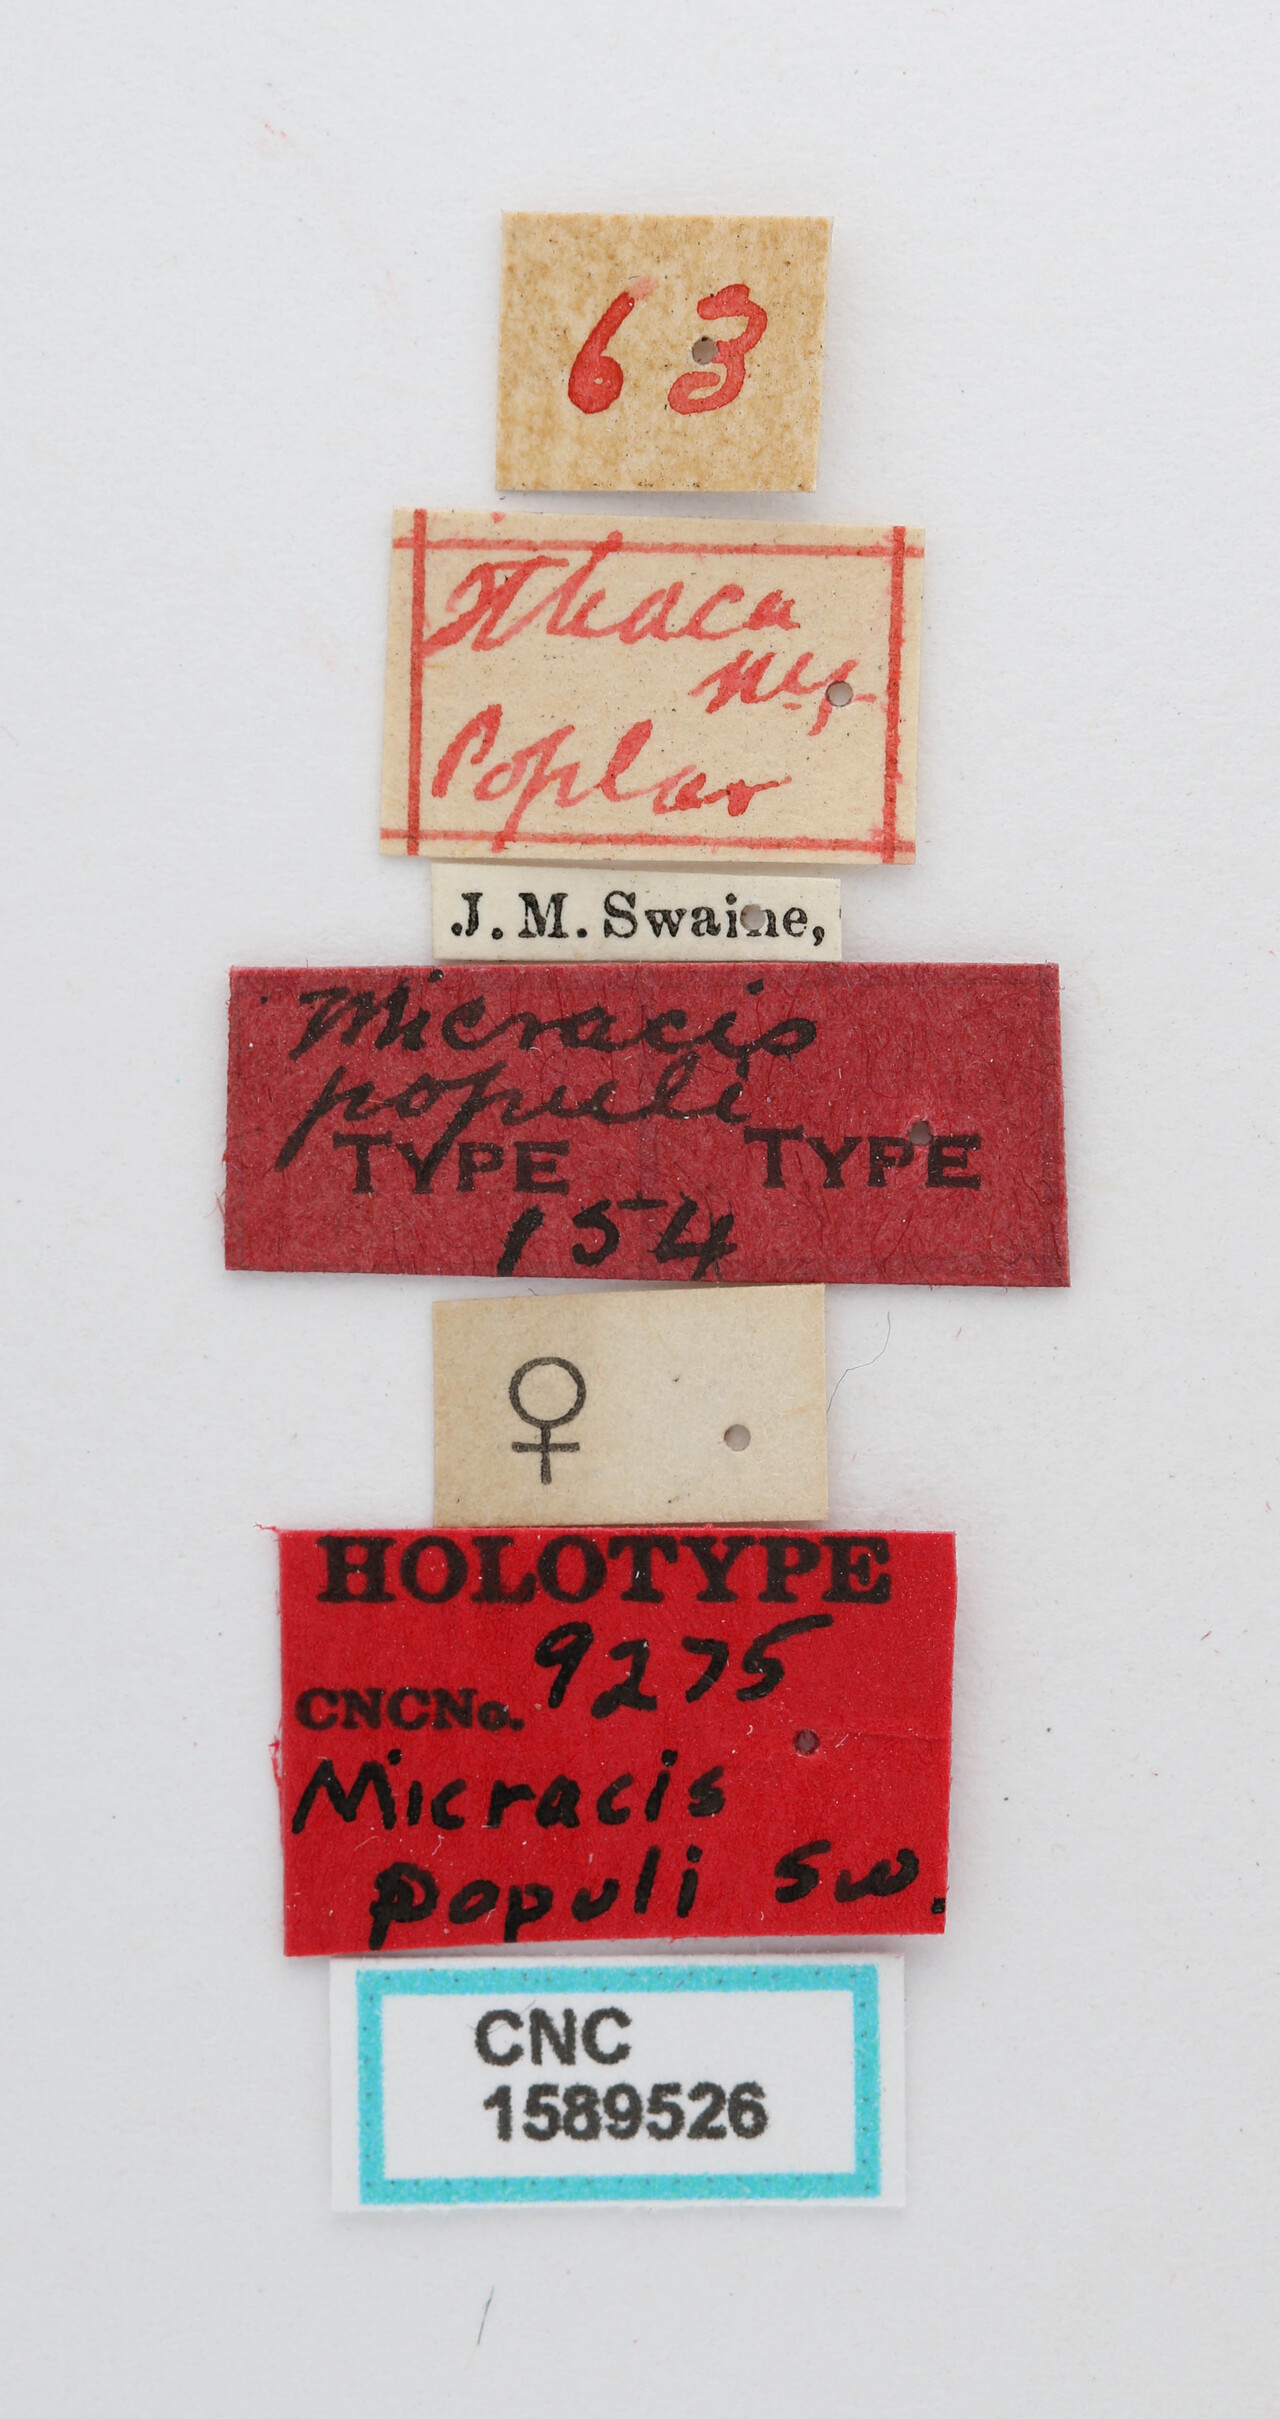 63
Ithaca
N.Y.
Poplar
J. M. Swaine,
Micracis
populi
TYPE TYPE
154
♀
HOLOTYPE
CNCNo. 9275
Micracis
populi Sw.
CNC
1589526